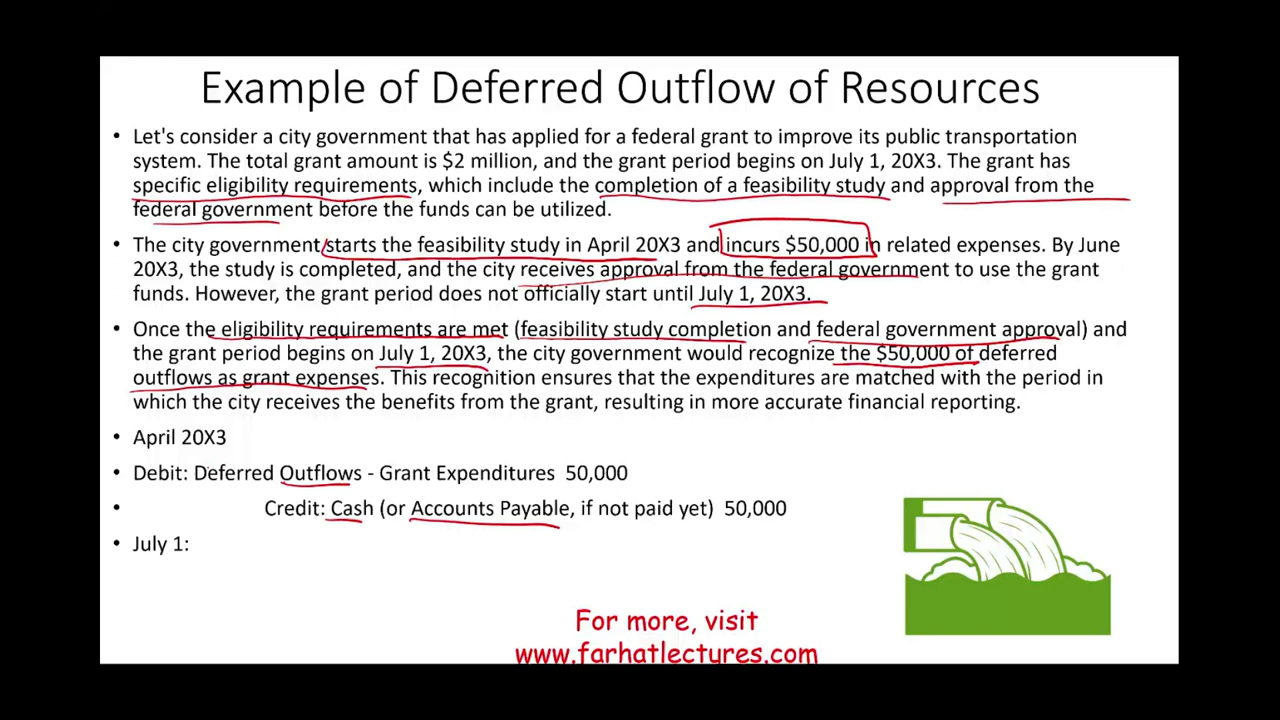 Example of Deferred Outflow of Resources
• Let's consider a city government that has applied for a federal grant to improve its public transportation
system. The total grant amount is $2 million, and the grant period begins on July 1, 20X3. The grant has
specific eligibility requirements, which include the completion of a feasibility study and approval from the
federal government before the funds can be utilized.
• The city government starts the feasibility study in April 20X3 and incurs $50,000 in related expenses. By June
20X3, the study is completed, and the city receives approval from the federal government to use the grant
funds. However, the grant period does not officially start until July 1, 20X3.
• Once the eligibility requirements are met (feasibility study completion and federal government approval) and
the grant period begins on July 1, 20X3, the city government would recognize the $50,000 of deferred
outflows as grant expenses. This recognition ensures that the expenditures are matched with the period in
which the city receives the benefits from the grant, resulting in more accurate financial reporting.
• April 20X3
• Debit: Deferred Outflows - Grant Expenditures 50,000
• Credit: Cash (or Accounts Payable, if not paid yet) 50,000
• July 1:
For more, visit
www.farhatlectures.com